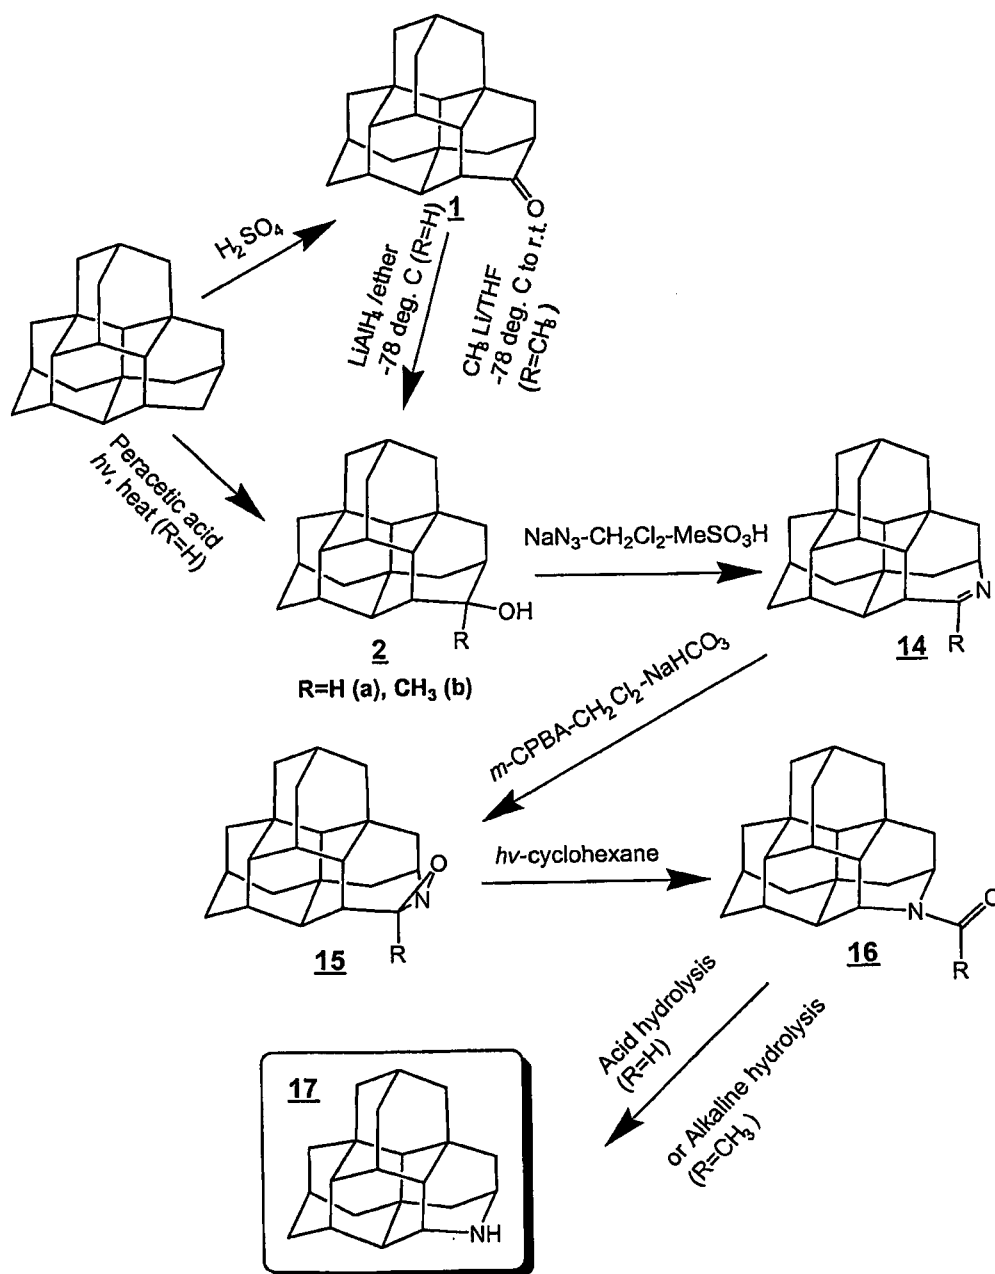 O
1
H2SO4
LiAlH4 /ether
-78 deg. C (R=H)
CH3 Li/THF
-78 deg. C to r.t.
(R=CH3)
Peracetic acid
hv, heat (R=H)
OH
R
2
R=H (a), CH3 (b)
NaN3-CH2Cl2-MeSO3H
N
R
14
m-CPBA-CH2Cl2-NaHCO3
O
N
R
15
hv-cyclohexane
N
O
R
16
Acid hydrolysis
(R=H)
or Alkaline hydrolysis
(R=CH3)
17
NH